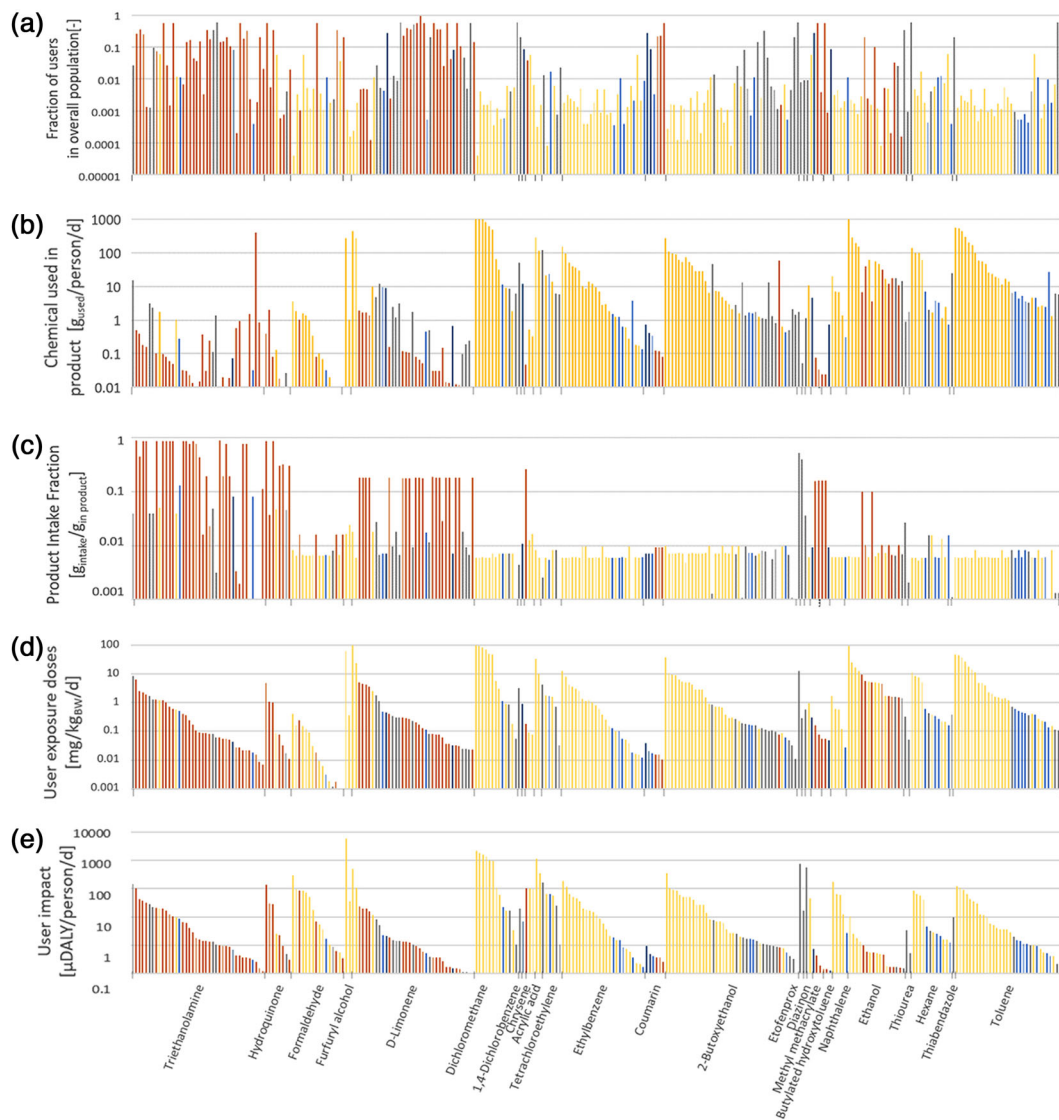 (a)
Fraction of users
in overall population[-]
1
0.1
0.01
0.001
0.0001
0.00001
(b)
Chemical used in
product [gused/person/d]
1000
100
10
1
0.1
0.01
(c)
Product Intake Fraction
[gintake/gin product]
1
0.1
0.01
0.001
(d)
User exposure doses
[mg/kgBW/d]
100
10
1
0.1
0.01
0.001
(e)
User impact
[µDALY/person/d]
10000
1000
100
10
1
0.1
Triethanolamine
Hydroquinone
Formaldehyde
Furfuryl alcohol
D-Limonene
Dichloromethane
1,4-Dichlorobenzene
Chrysene
Acrylic acid
Tetrachloroethylene
Ethylbenzene
Coumarin
2-Butoxyethanol
Etofenprox
Diazinon
Methyl methacrylate
Butylated hydroxytoluene
Naphthalene
Ethanol
Thiourea
Hexane
Thiabendazole
Toluene